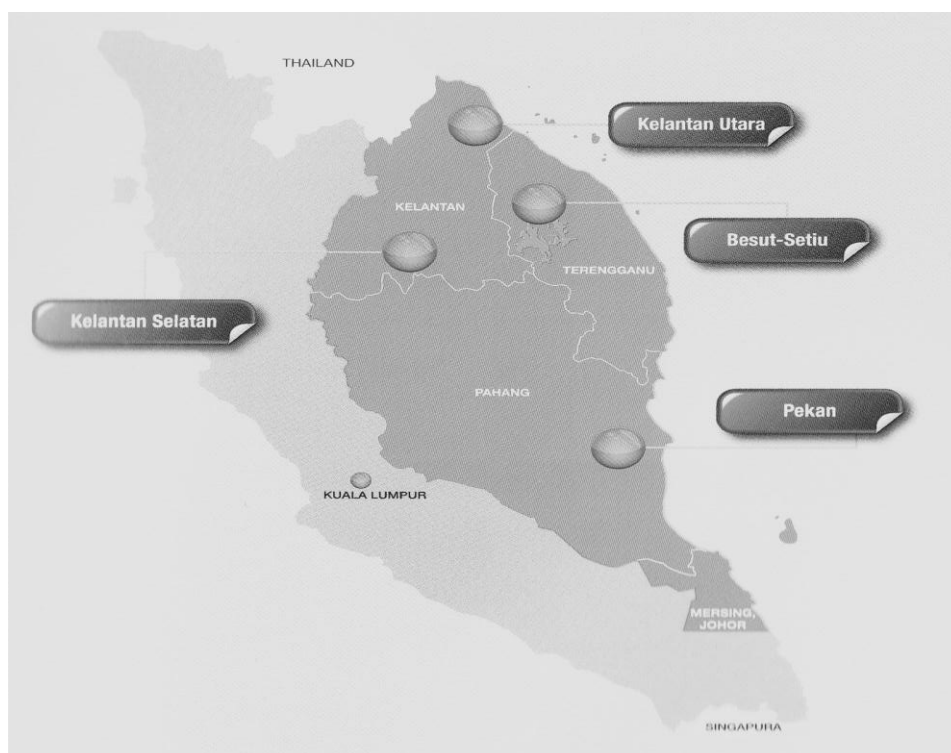 THAILAND
Kelantan Utara
KELANTAN
Besut-Setiu
TERENGGANU
Kelantan Selatan
PAHANG
Pekan
KUALA LUMPUR
MERSING,
JOHOR
SINGAPURA